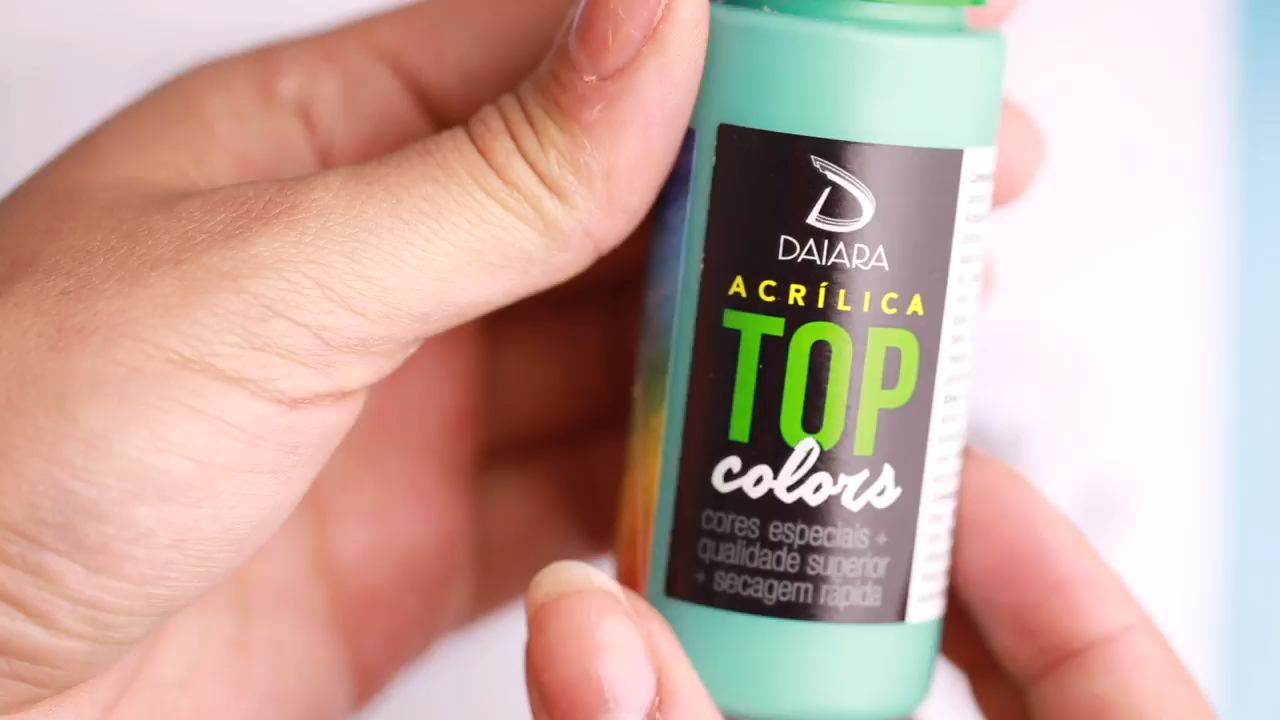 DAIARA
ACRÍLICA
TOP
colors
cores especiais +
qualidade superior
+ secagem rápida